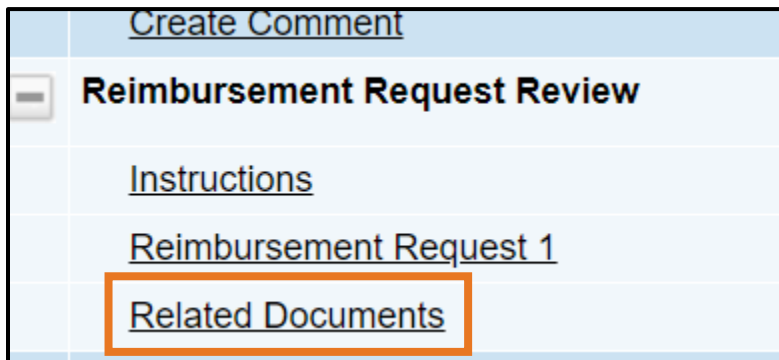 Create Comment
Reimbursement Request Review
Instructions
Reimbursement Request 1
Related Documents